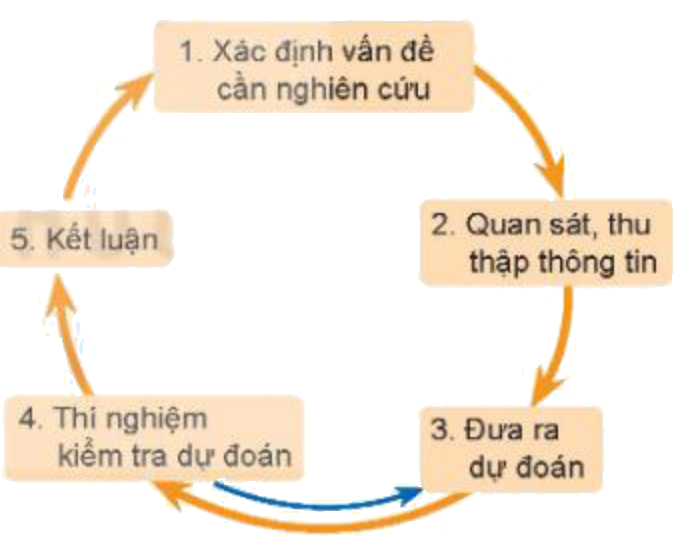 1. Xác định vấn đề
cần nghiên cứu
2. Quan sát, thu
thập thông tin
3. Đưa ra
dự đoán
4. Thí nghiệm
kiểm tra dự đoán
5. Kết luận